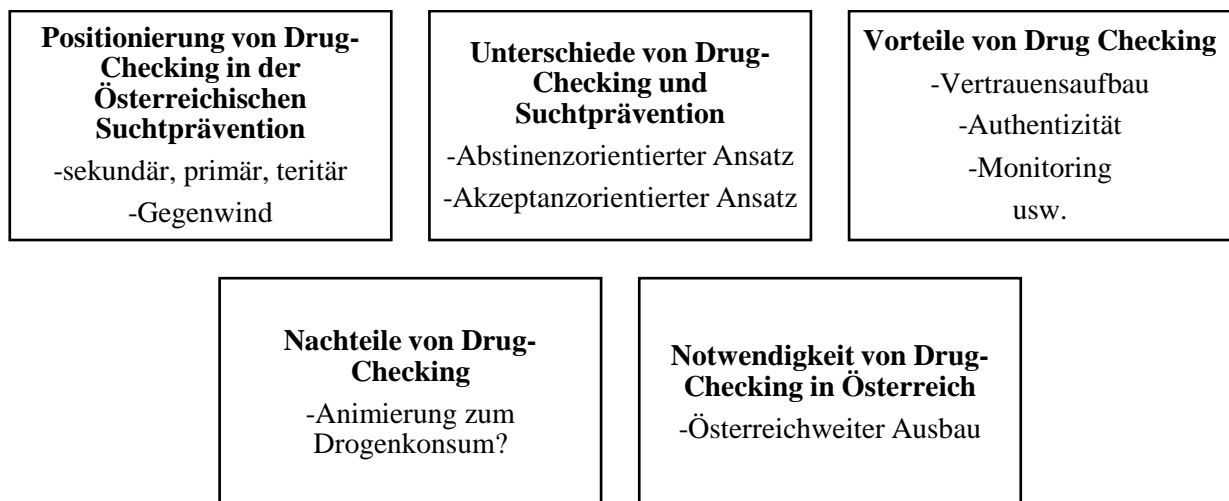 Positionierung von Drug-
Checking in der
Österreichischen
Suchtprävention
-sekundär, primär, teritär
-Gegenwind
Unterschiede von Drug-
Checking und
Suchtprävention
-Abstinenzorientierter Ansatz
-Akzeptanzorientierter Ansatz
Vorteile von Drug Checking
-Vertrauensaufbau
-Authentizität
-Monitoring
usw.
Nachteile von Drug-
Checking
-Animierung zum
Drogenkonsum?
Notwendigkeit von Drug-
Checking in Österreich
-Österreichweiter Ausbau